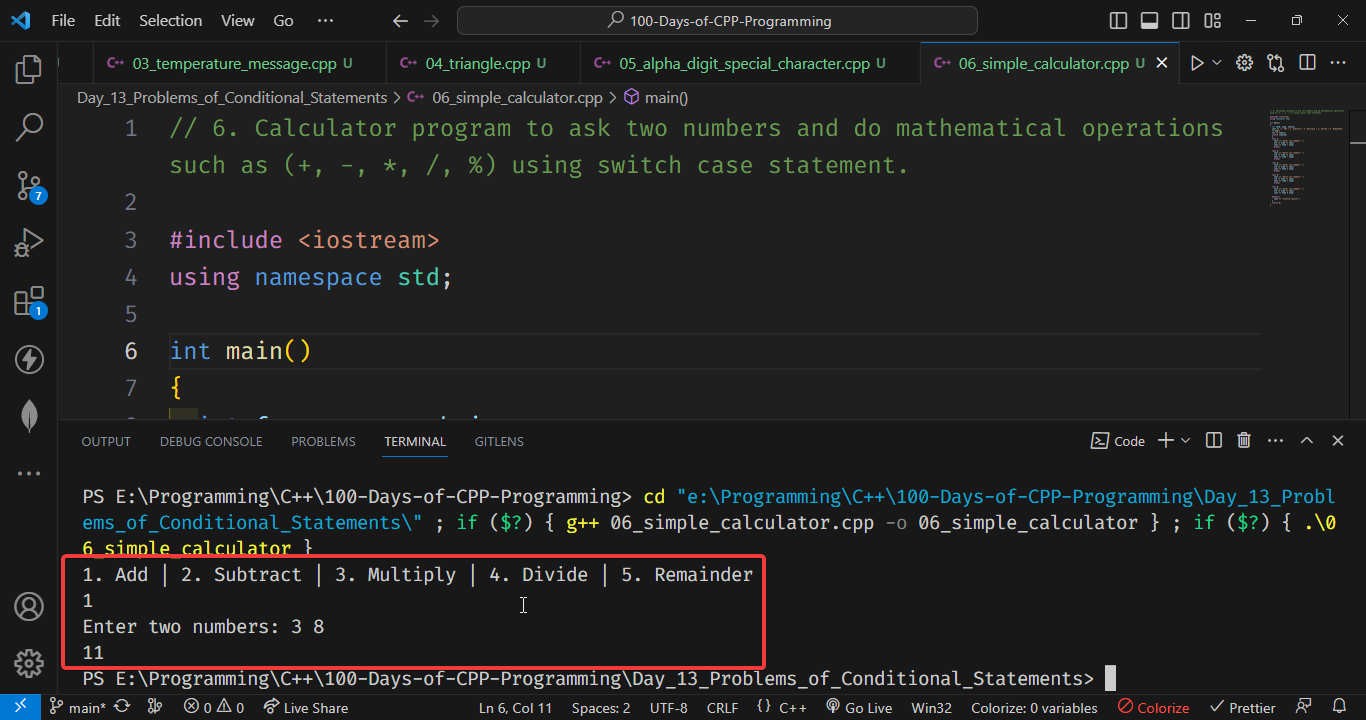 File Edit Selection View Go ··· 100-Days-of-CPP-Programming
03_temperature_message.cpp U 04_triangle.cpp U 05_alpha_digit_special_character.cpp U 06_simple_calculator.cpp U
Day_13_Problems_of_Conditional_Statements > 06_simple_calculator.cpp > main()
1 // 6. Calculator program to ask two numbers and do mathematical operations
such as (+, -, *, /, %) using switch case statement.
2
3 #include <iostream>
4 using namespace std;
5
6 int main()
7 {
OUTPUT DEBUG CONSOLE PROBLEMS TERMINAL GITLENS Code
PS E:\Programming\C++\100-Days-of-CPP-Programming> cd "e:\Programming\C++\100-Days-of-CPP-Programming\Day_13_Probl
ems_of_Conditional_Statements\" ; if ($?) { g++ 06_simple_calculator.cpp -o 06_simple_calculator } ; if ($?) { .\0
6_simple_calculator }
1. Add | 2. Subtract | 3. Multiply | 4. Divide | 5. Remainder
1
Enter two numbers: 3 8
11
PS E:\Programming\C++\100-Days-of-CPP-Programming\Day_13_Problems_of_Conditional_Statements>
7
1
main* 0 0 Live Share Ln 6, Col 11 Spaces: 2 UTF-8 CRLF {} C++ Go Live Win32 Colorize: 0 variables Colorize Prettier